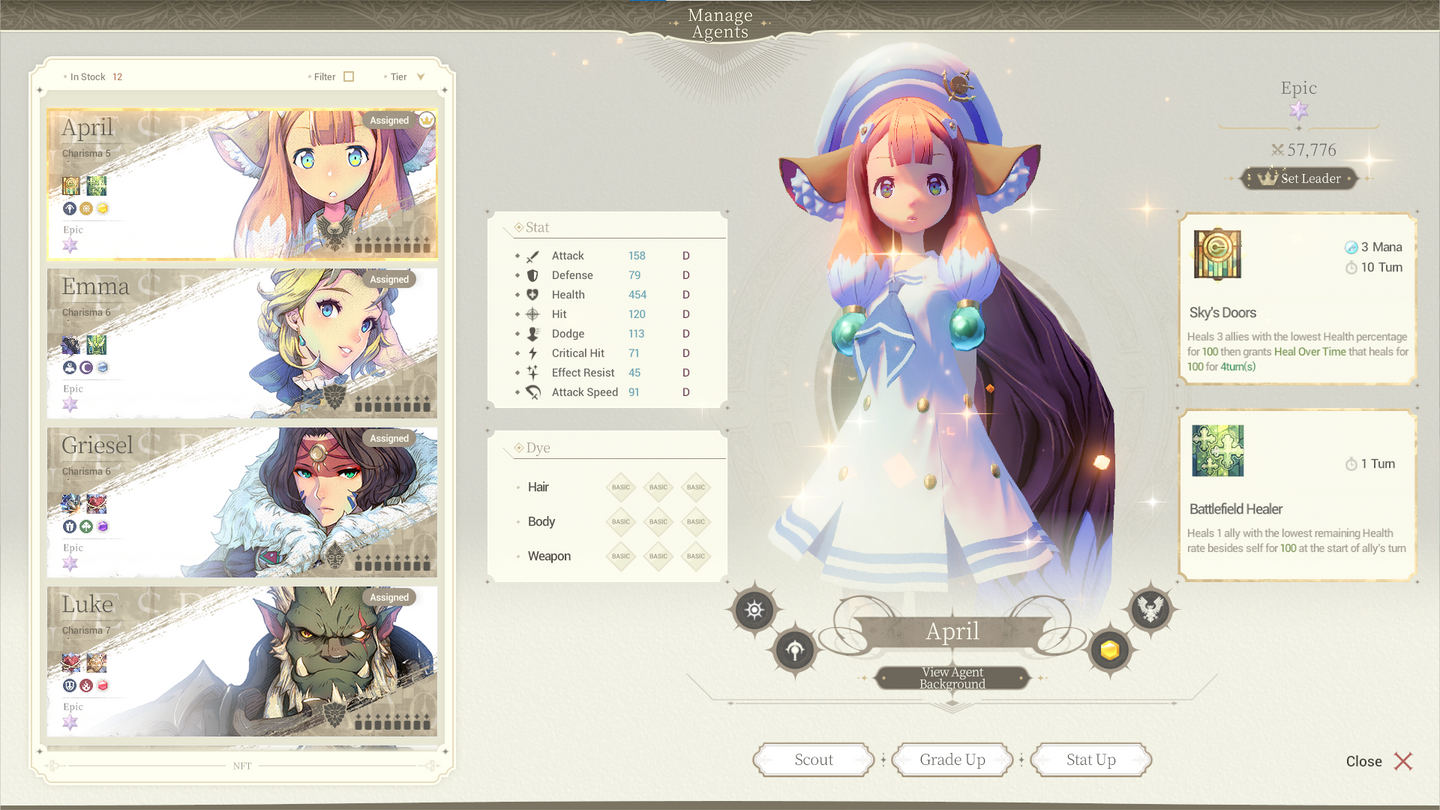 Manage
Agents
In Stock 12
Filter
Tier
April
Assigned
Charisma 5
Epic
Emma
Assigned
Charisma 6
Epic
Griesel
Assigned
Charisma 6
Epic
Luke
Assigned
Charisma 7
Epic
NFT
Stat
Attack 158 D
Defense 79 D
Health 454 D
Hit 120 D
Dodge 113 D
Critical Hit 71 D
Effect Resist 45 D
Attack Speed 91 D
Dye
Hair BASIC BASIC BASIC
Body BASIC BASIC BASIC
Weapon BASIC BASIC BASIC
April
View Agent
Background
Scout
Grade Up
Stat Up
Epic
57,776
Set Leader
3 Mana
10 Turn
Sky's Doors
Heals 3 allies with the lowest Health percentage
for 100 then grants Heal Over Time that heals for
100 for 4turn(s)
1 Turn
Battlefield Healer
Heals 1 ally with the lowest remaining Health
rate besides self for 100 at the start of ally's turn
Close